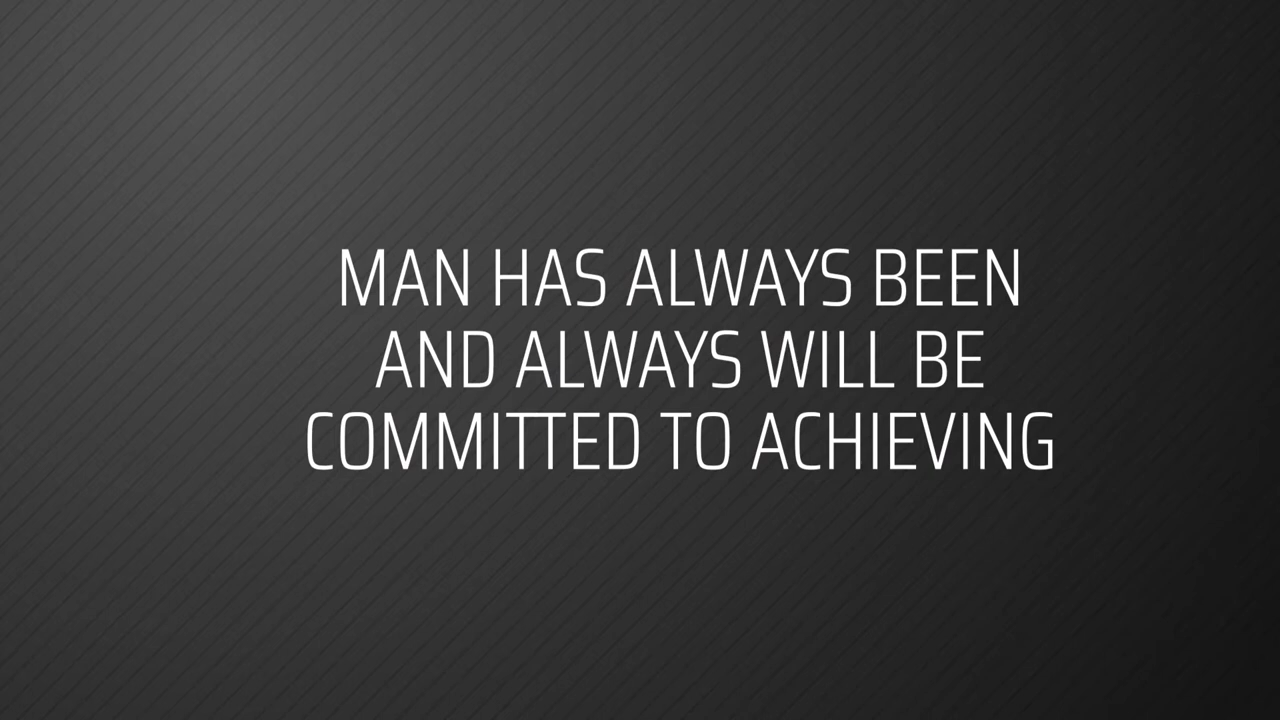 MAN HAS ALWAYS BEEN
AND ALWAYS WILL BE
COMMITTED TO ACHIEVING